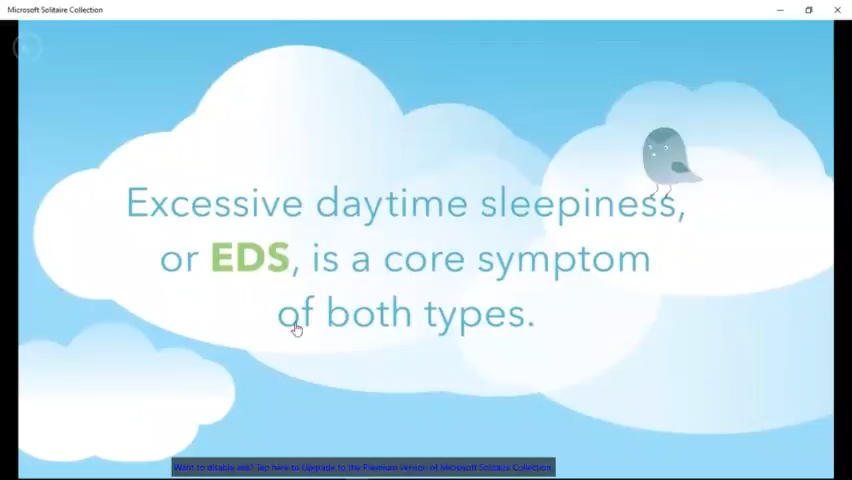 Microsoft Solitaire Collection
Excessive daytime sleepiness,
or EDS, is a core symptom
of both types.
Want to disable ads? Tap here to Upgrade to the Premium Version of Microsoft Solitaire Collection